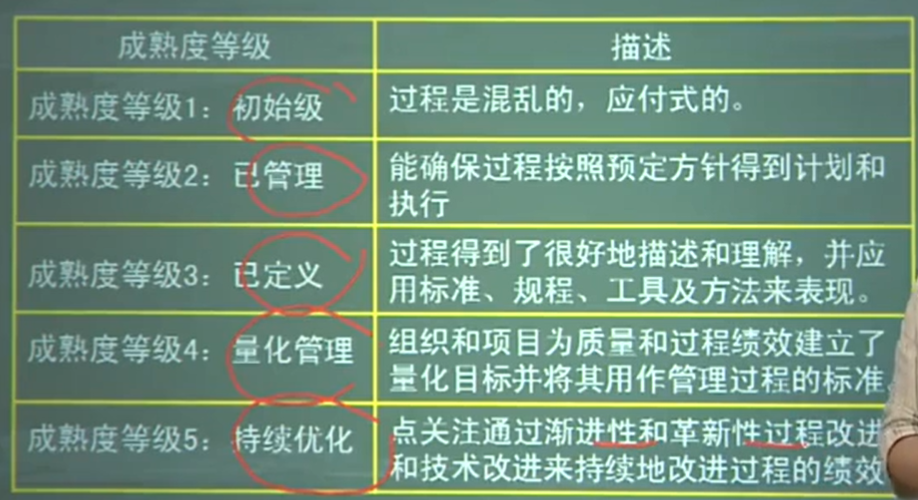 成熟度等级 描述
成熟度等级1：初始级 过程是混乱的，应付式的。
成熟度等级2：已管理 能确保过程按照预定方针得到计划和
执行
成熟度等级3：已定义 过程得到了很好地描述和理解，并应
用标准、规程、工具及方法来表现。
成熟度等级4：量化管理 组织和项目为质量和过程绩效建立了
量化目标并将其用作管理过程的标准
成熟度等级5：持续优化 点关注通过渐进性和革新性过程改进
和技术改进来持续地改进过程的绩效